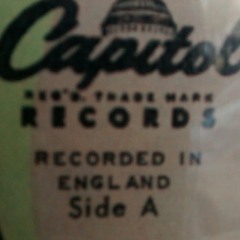 Capitol
REG'D. TRADE MARK
RECORDS
RECORDED IN
ENGLAND
Side A